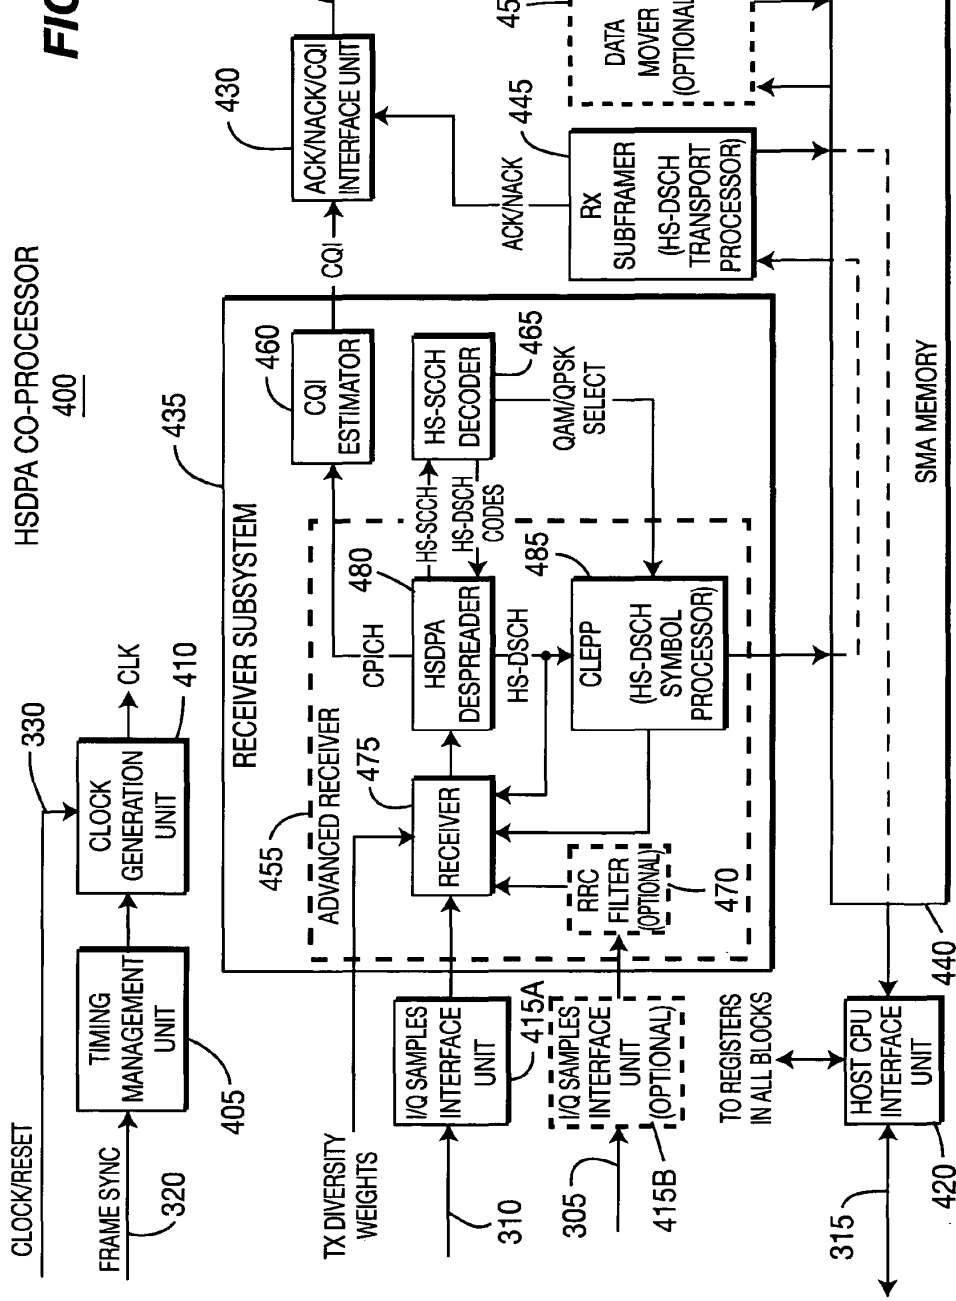 FIG
HSDPA CO-PROCESSOR
400
CLOCK/RESET
330
FRAME SYNC
320
TIMING
MANAGEMENT
UNIT
405
CLOCK
GENERATION
UNIT
410
CLK
435
RECEIVER SUBSYSTEM
430
ACK/NACK/CQI
INTERFACE UNIT
CQI
460
CQI
ESTIMATOR
455
ADVANCED RECEIVER
TX DIVERSITY
WEIGHTS
475
RECEIVER
CPICH
480
HSDPA
DESPREADER
HS-SCCH
HS-DSCH
CODES
HS-SCCH
DECODER
465
HS-DSCH
QAM/QPSK
SELECT
485
CLEPP
(HS-DSCH
SYMBOL
PROCESSOR)
RRC
FILTER
(OPTIONAL)
470
I/Q SAMPLES
INTERFACE
UNIT
415A
310
I/Q SAMPLES
INTERFACE
UNIT
(OPTIONAL)
415B
305
ACK/NACK
445
Rx
SUBFRAMER
(HS-DSCH
TRANSPORT
PROCESSOR)
45
DATA
MOVER
(OPTIONAL
TO REGISTERS
IN ALL BLOCKS
HOST CPU
INTERFACE
UNIT
420
315
440
SMA MEMORY